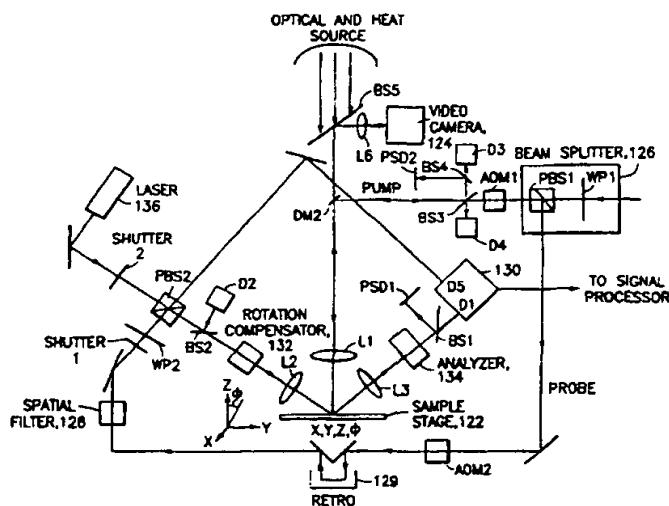 OPTICAL AND HEAT
SOURCE
BS5
VIDEO
CAMERA,
124
L6
PSD2
BS4
D3
BEAM SPLITTER, 126
AOM1
PBS1
WP1
LASER
136
PUMP
DM2
BS3
D4
SHUTTER
2
PBS2
D2
PSD1
130
D5
D1
TO SIGNAL
PROCESSOR
ROTATION
COMPENSATOR,
132
BS2
L1
BS1
SHUTTER
1
WP2
L2
L3
ANALYZER,
134
SPATIAL
FILTER, 128
Z
Φ
Y
X
X,Y,Z,Φ
SAMPLE
STAGE, 122
PROBE
AOM2
129
RETRO